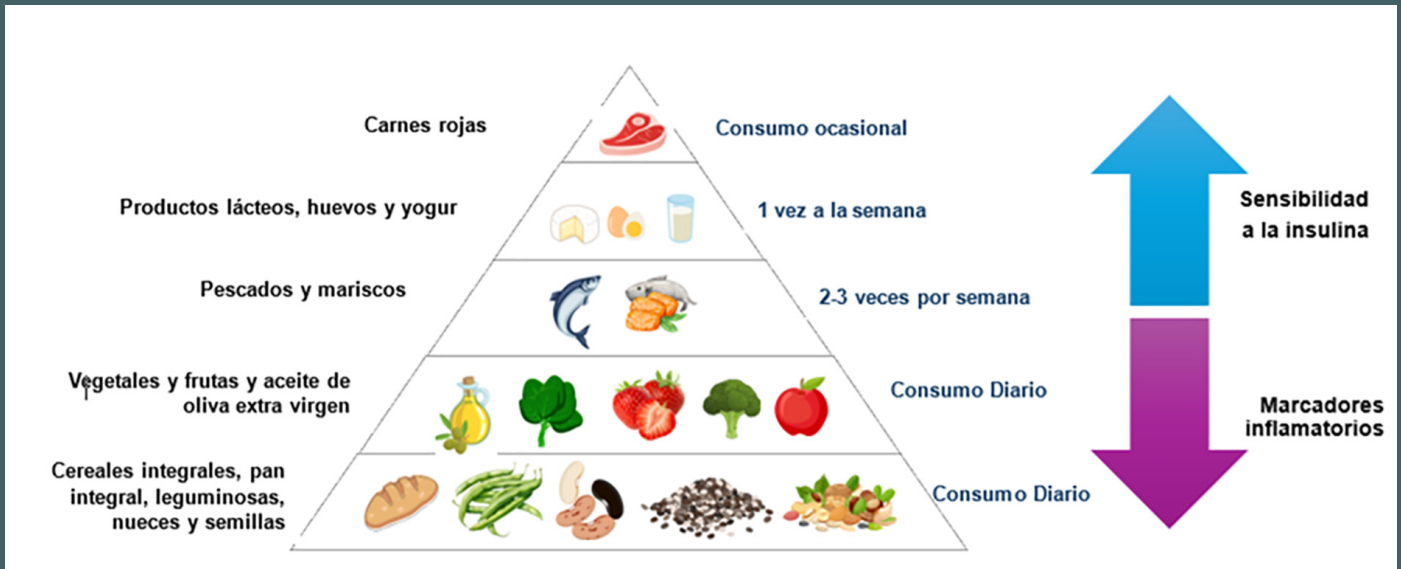 Carnes rojas
Consumo ocasional
Productos lácteos, huevos y yogur
1 vez a la semana
Sensibilidad
a la insulina
Pescados y mariscos
2-3 veces por semana
Vegetales y frutas y aceite de
oliva extra virgen
Consumo Diario
Marcadores
inflamatorios
Cereales integrales, pan
integral, leguminosas,
nueces y semillas
Consumo Diario